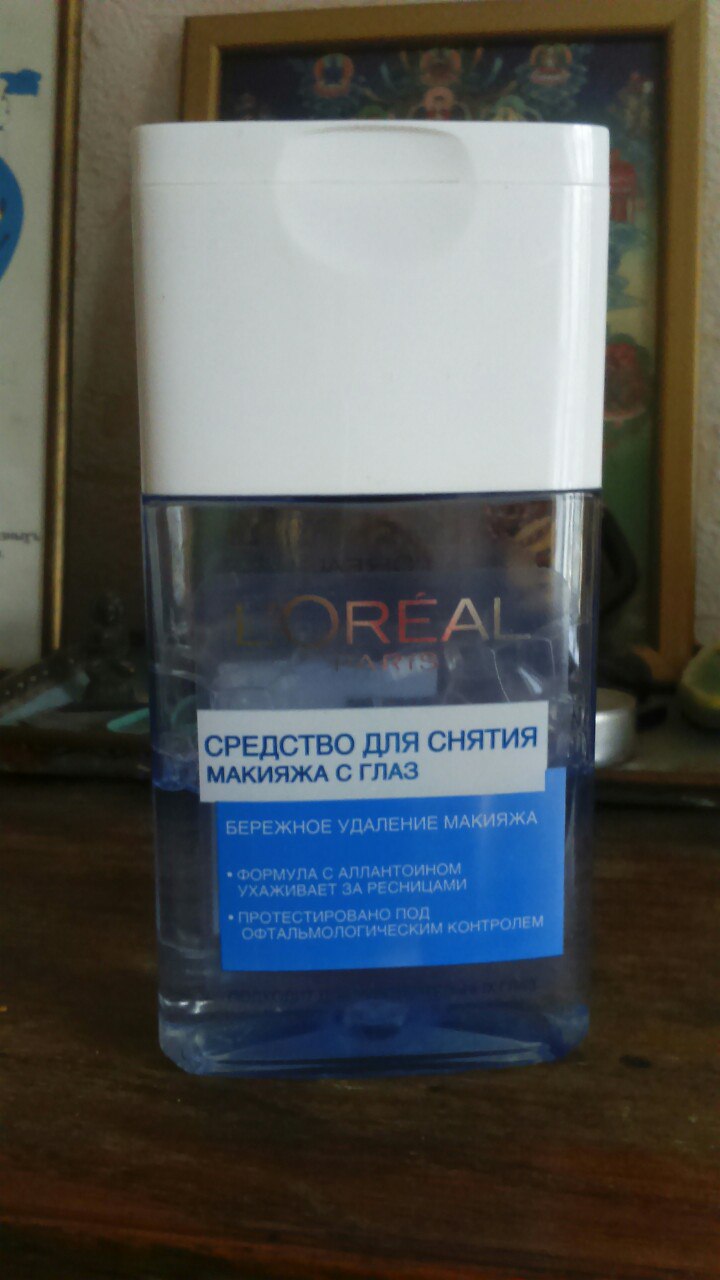 L'ORÉAL
PARIS
СРЕДСТВО ДЛЯ СНЯТИЯ
МАКИЯЖА С ГЛАЗ
БЕРЕЖНОЕ УДАЛЕНИЕ МАКИЯЖА
• ФОРМУЛА С АЛЛАНТОИНОМ
УХАЖИВАЕТ ЗА РЕСНИЦАМИ
• ПРОТЕСТИРОВАНО ПОД
ОФТАЛЬМОЛОГИЧЕСКИМ КОНТРОЛЕМ